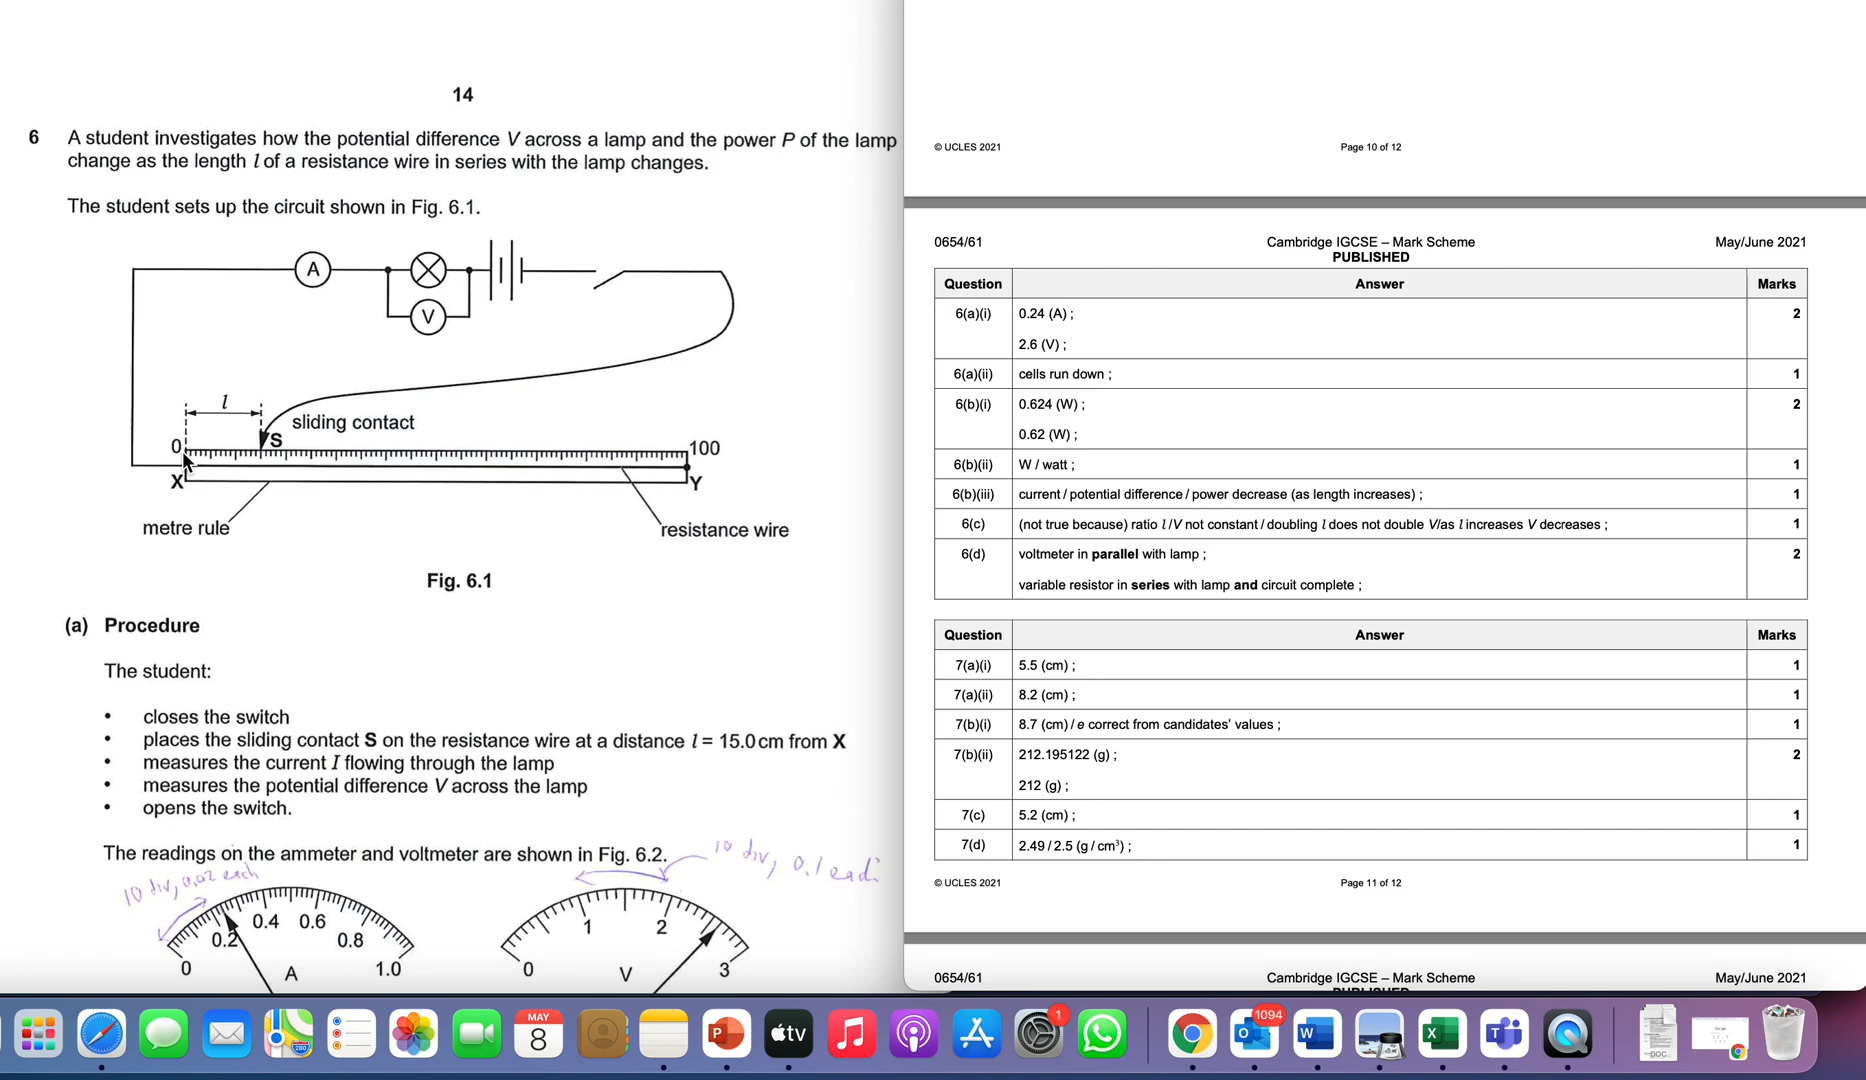 14
6 A student investigates how the potential difference V across a lamp and the power P of the lamp
change as the length l of a resistance wire in series with the lamp changes.
The student sets up the circuit shown in Fig. 6.1.
A
V
l
sliding contact
S
0
100
X
Y
metre rule
resistance wire
Fig. 6.1
(a) Procedure
The student:
• closes the switch
• places the sliding contact S on the resistance wire at a distance l = 15.0 cm from X
• measures the current I flowing through the lamp
• measures the potential difference V across the lamp
• opens the switch.
The readings on the ammeter and voltmeter are shown in Fig. 6.2.
10 div, 0.02 each
10 div, 0.1 each
0 0.2 0.4 0.6 0.8 1.0
A
0 1 2 3
V
© UCLES 2021 Page 10 of 12
0654/61 Cambridge IGCSE – Mark Scheme May/June 2021
PUBLISHED
Question Answer Marks
6(a)(i) 0.24 (A) ; 2
2.6 (V) ;
6(a)(ii) cells run down ; 1
6(b)(i) 0.624 (W) ; 2
0.62 (W) ;
6(b)(ii) W / watt ; 1
6(b)(iii) current / potential difference / power decrease (as length increases) ; 1
6(c) (not true because) ratio l / V not constant / doubling l does not double V/as l increases V decreases ; 1
6(d) voltmeter in parallel with lamp ; 2
variable resistor in series with lamp and circuit complete ;
Question Answer Marks
7(a)(i) 5.5 (cm) ; 1
7(a)(ii) 8.2 (cm) ; 1
7(b)(i) 8.7 (cm) / e correct from candidates' values ; 1
7(b)(ii) 212.195122 (g) ; 2
212 (g) ;
7(c) 5.2 (cm) ; 1
7(d) 2.49 / 2.5 (g / cm³) ; 1
© UCLES 2021 Page 11 of 12
0654/61 Cambridge IGCSE – Mark Scheme May/June 2021
PUBLISHED
280
MAY
8
P
tv
1
1094
O
W
X
T
DOC